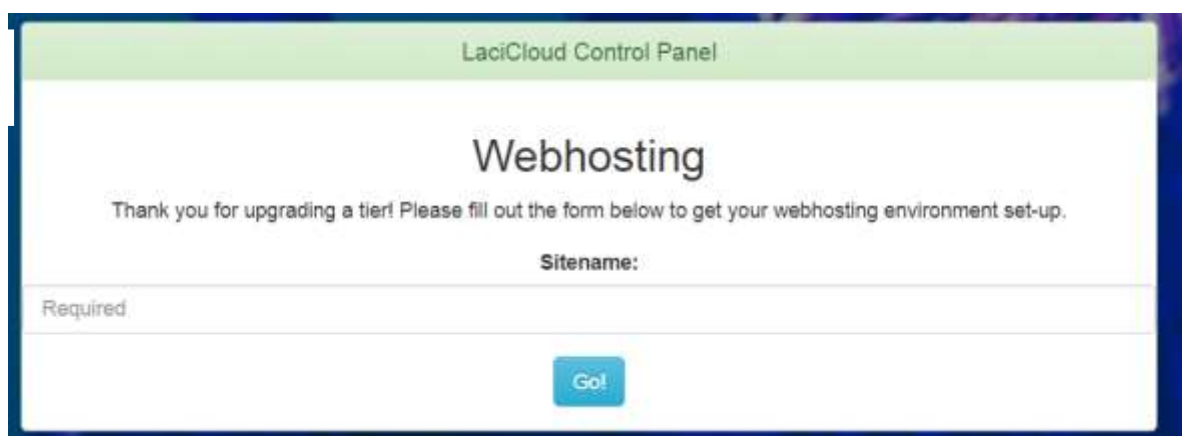 LaciCloud Control Panel
Webhosting
Thank you for upgrading a tier! Please fill out the form below to get your webhosting environment set-up.
Sitename:
Required
Go!